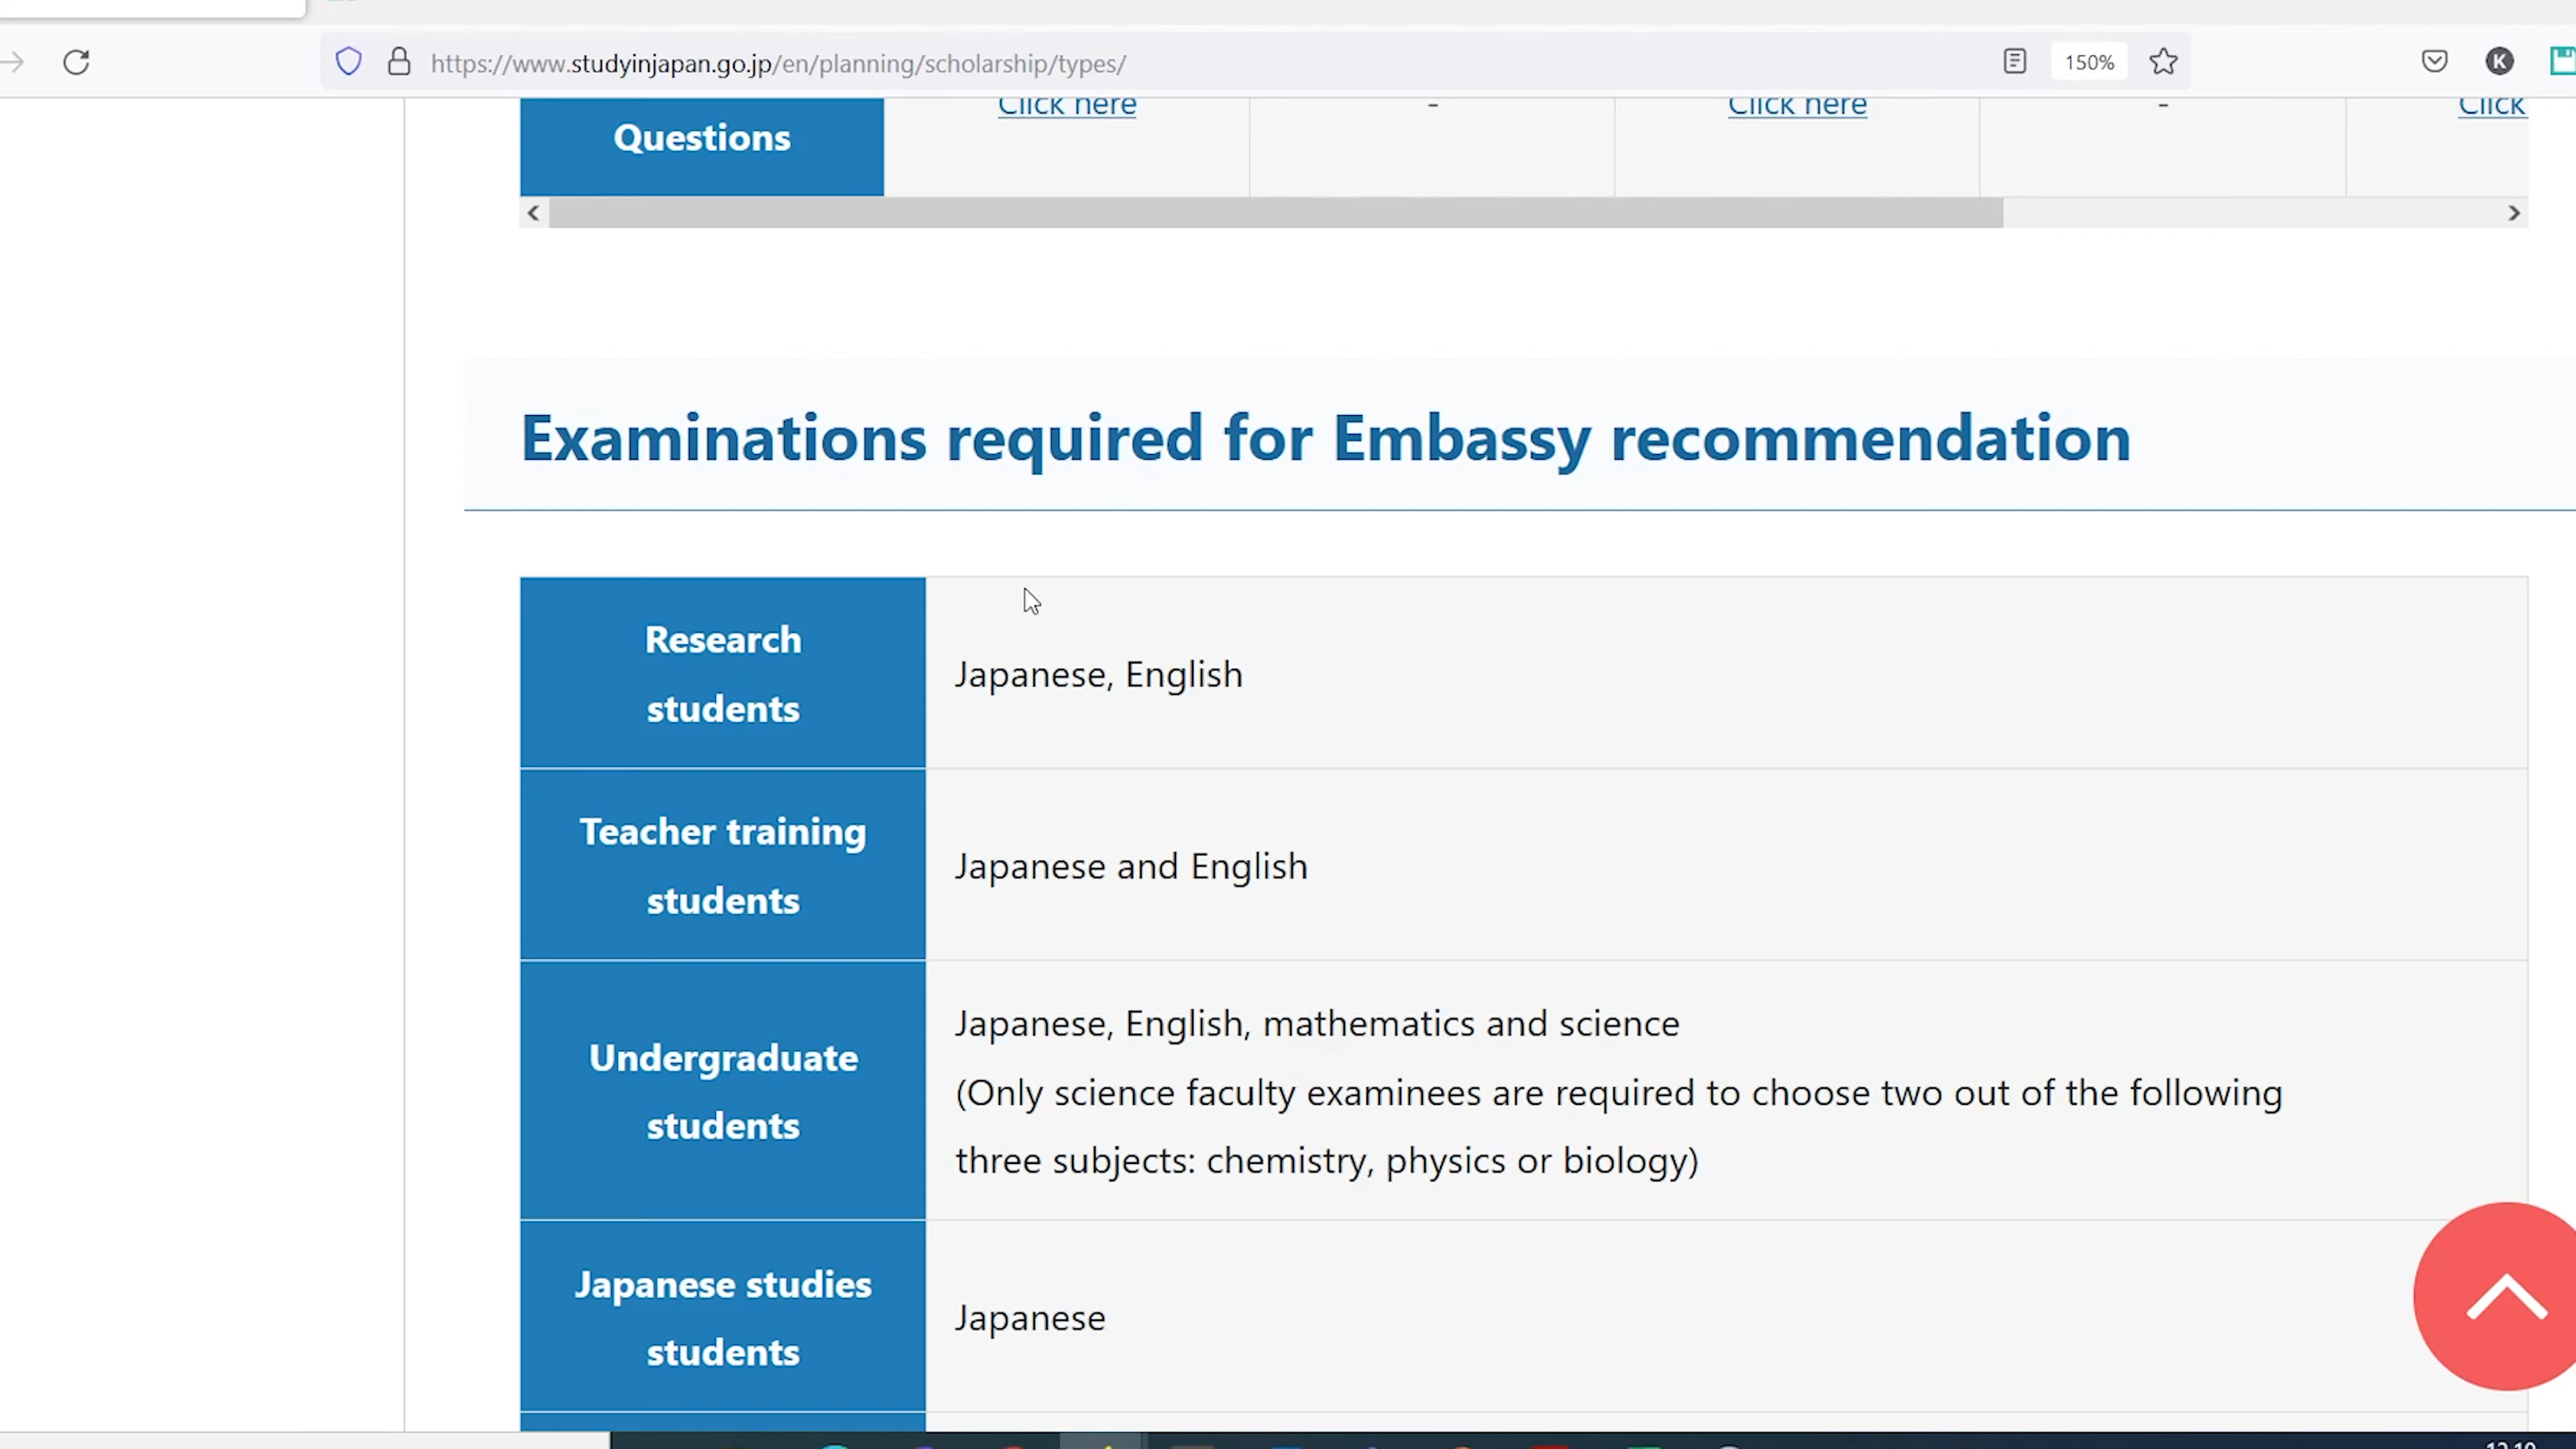 https://www.studyinjapan.go.jp/en/planning/scholarship/types/
150%
K
Questions
Click here
-
Click here
-
Click
Examinations required for Embassy recommendation
Research
students
Japanese, English
Teacher training
students
Japanese and English
Undergraduate
students
Japanese, English, mathematics and science
(Only science faculty examinees are required to choose two out of the following
three subjects: chemistry, physics or biology)
Japanese studies
students
Japanese